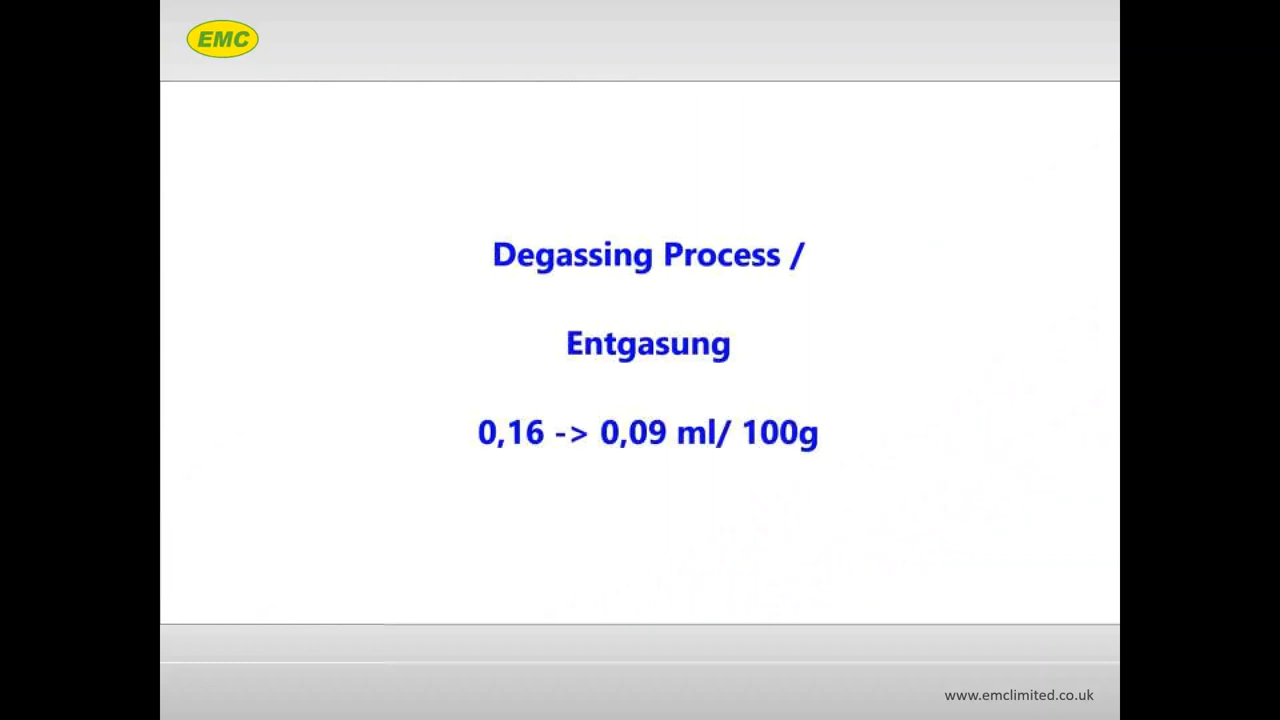 EMC
Degassing Process /
Entgasung
0,16 -> 0,09 ml/ 100g
www.emclimited.co.uk